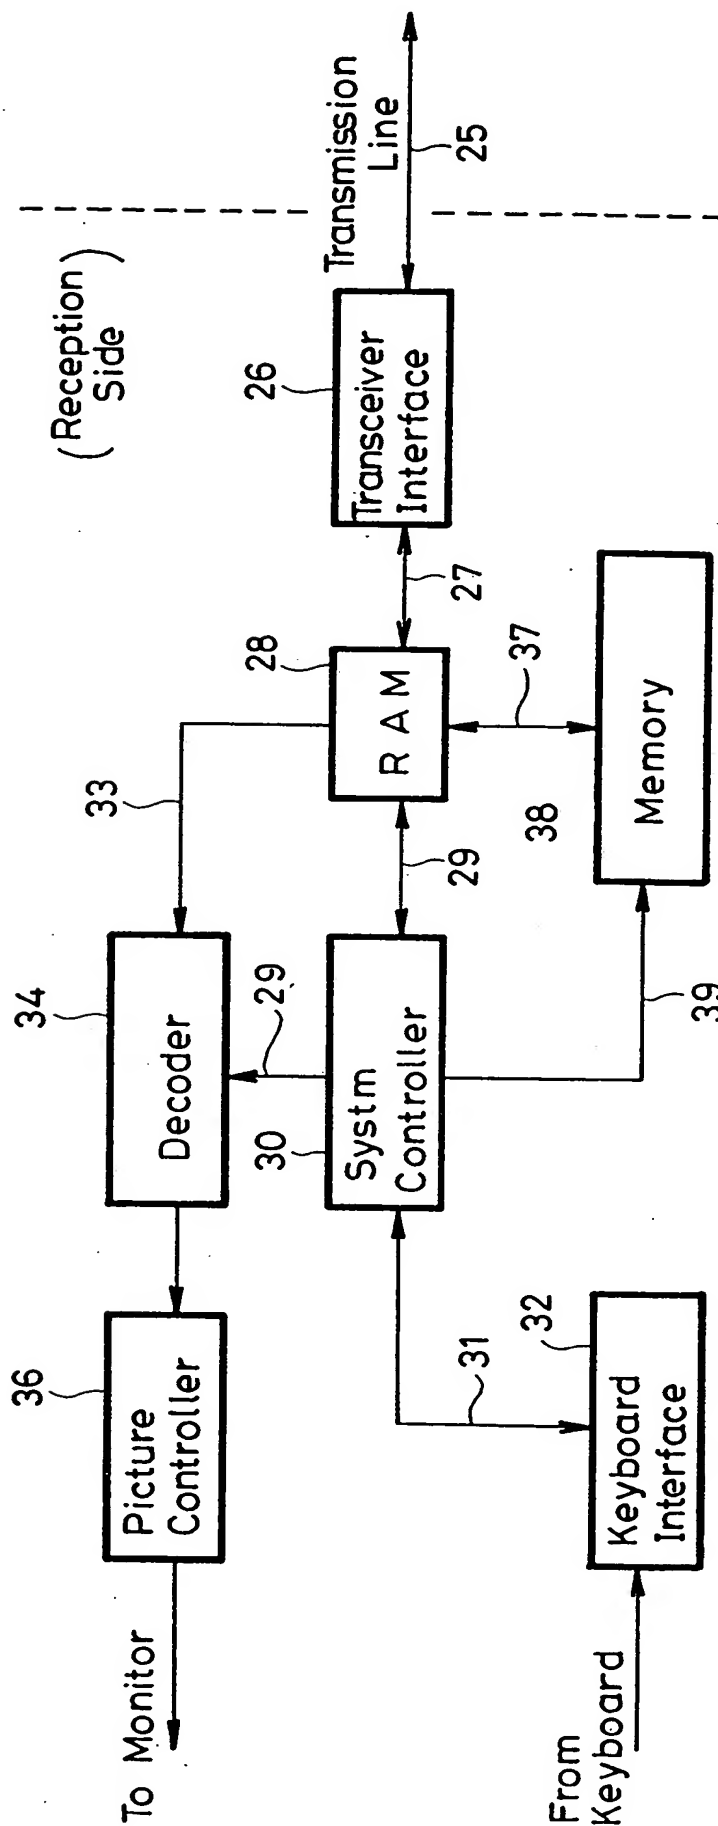 (Reception
Side)
Transmission
Line
25
26
Transceiver
Interface
27
28
RAM
37
38
Memory
33
29
34
Decoder
29
30
Systm
Controller
39
36
Picture
Controller
31
32
Keyboard
Interface
To Monitor
From
Keyboard